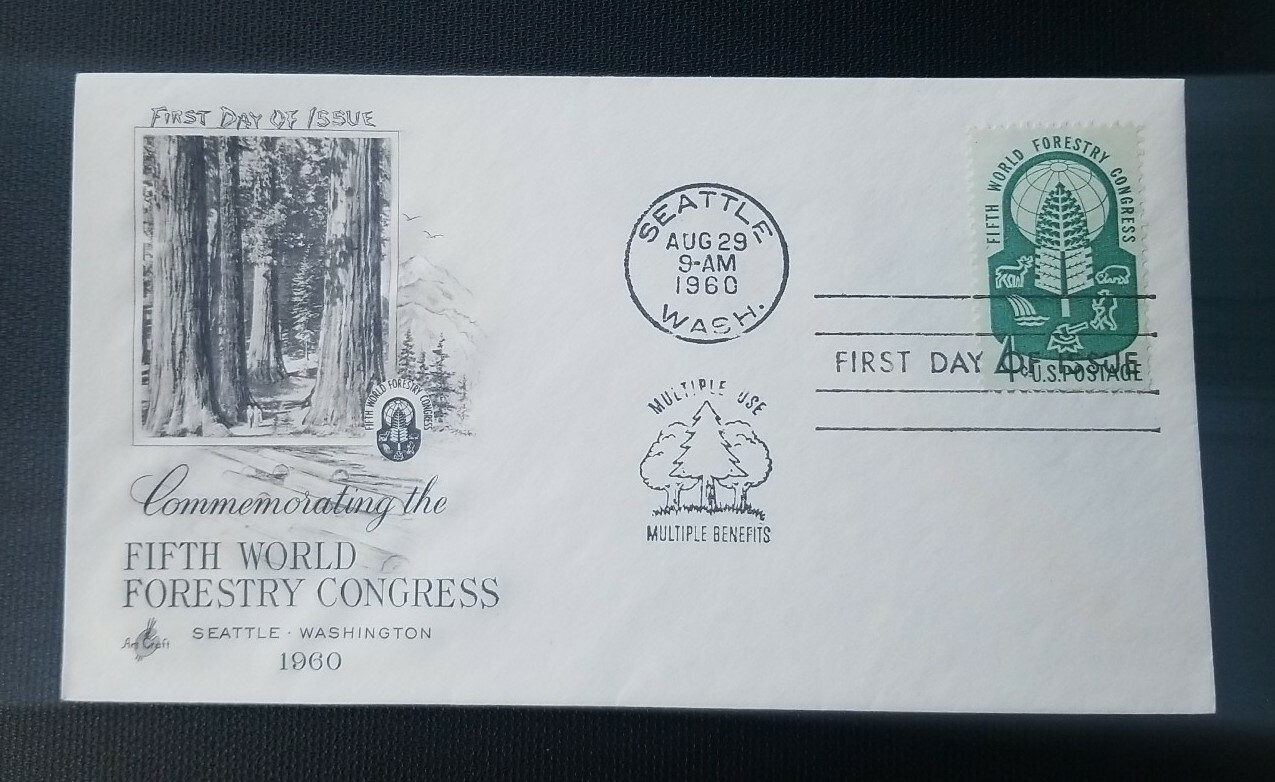 FIRST DAY OF ISSUE
FIFTH WORLD FORESTRY CONGRESS
Commemorating the
FIFTH WORLD
FORESTRY CONGRESS
SEATTLE · WASHINGTON
1960
Art Craft
SEATTLE
AUG 29
9-AM
1960
WASH.
MULTIPLE USE
MULTIPLE BENEFITS
FIFTH WORLD FORESTRY CONGRESS
FIRST DAY OF ISSUE
4¢ U.S. POSTAGE